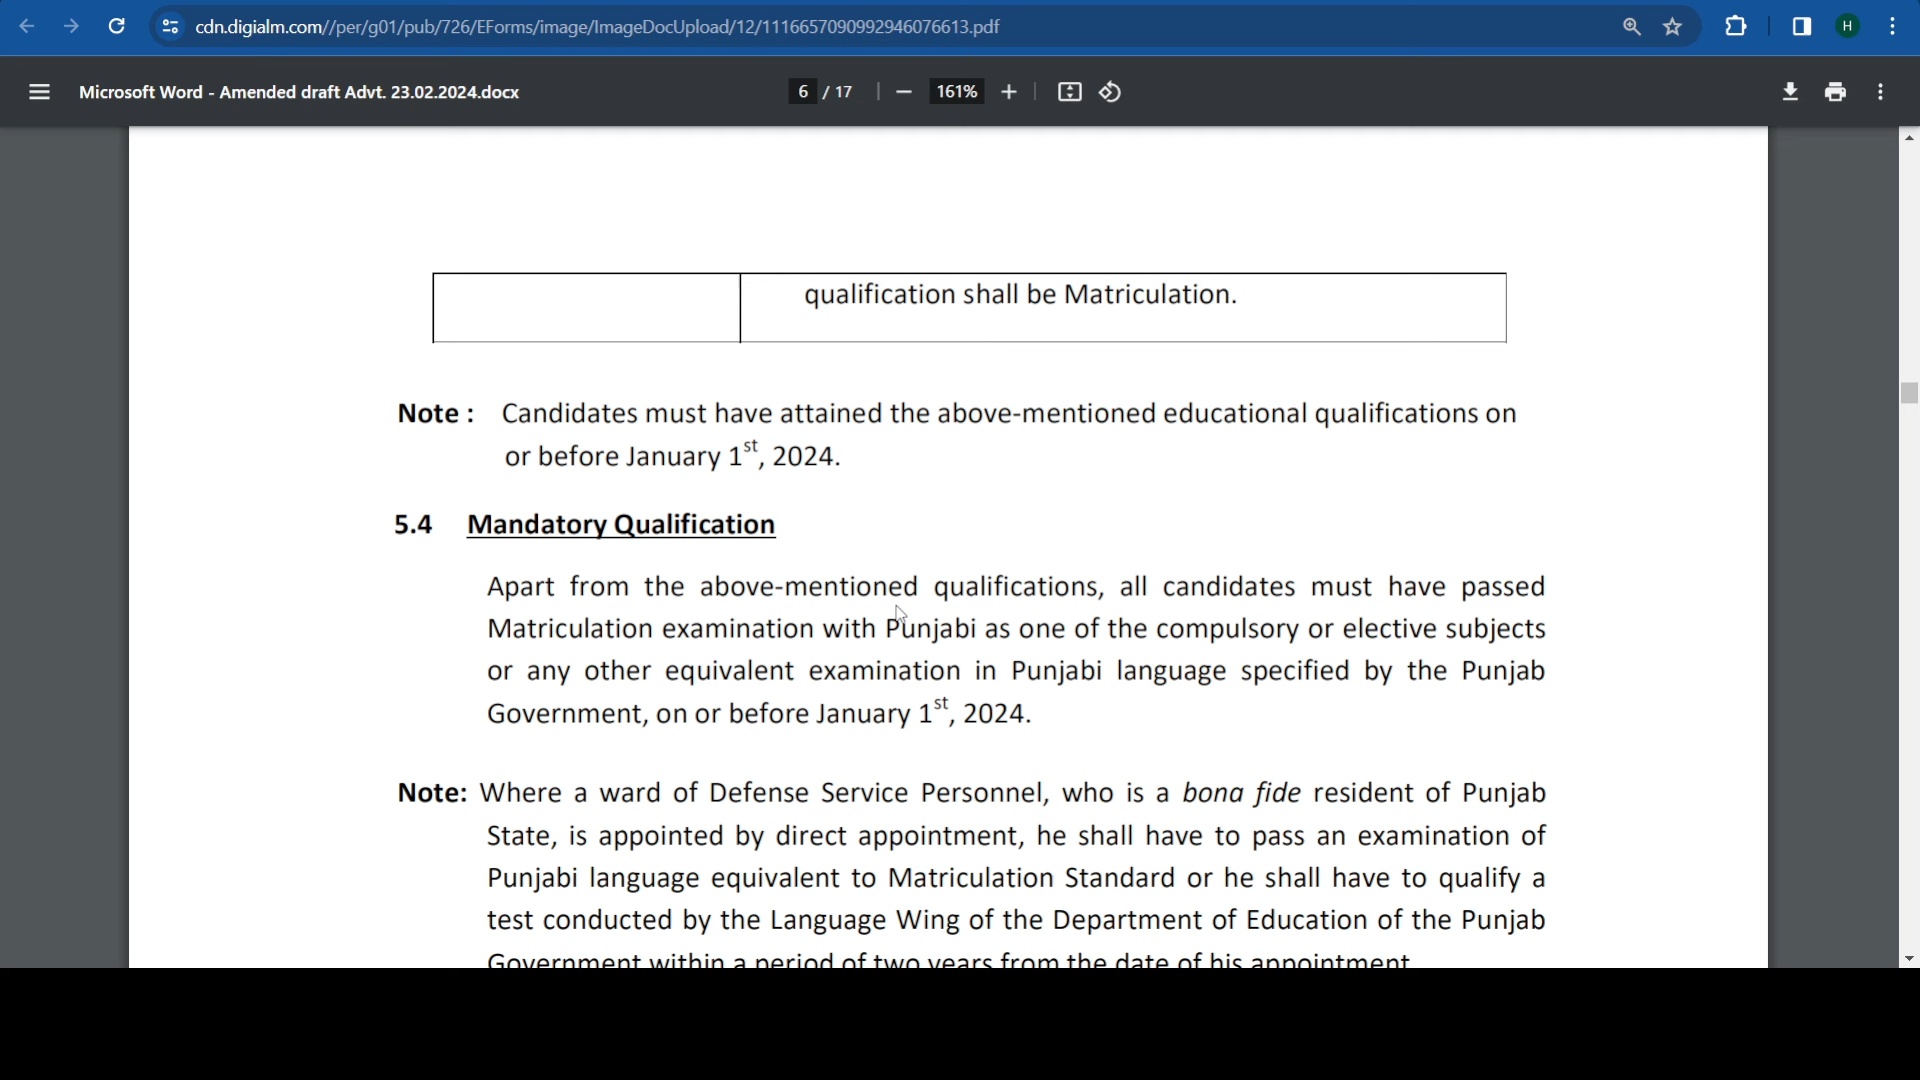 cdn.digialm.com//per/g01/pub/726/EForms/image/ImageDocUpload/12/1116657090992946076613.pdf
H
Microsoft Word - Amended draft Advt. 23.02.2024.docx
6 / 17
161%
qualification shall be Matriculation.
Note : Candidates must have attained the above-mentioned educational qualifications on
or before January 1st, 2024.
5.4 Mandatory Qualification
Apart from the above-mentioned qualifications, all candidates must have passed
Matriculation examination with Punjabi as one of the compulsory or elective subjects
or any other equivalent examination in Punjabi language specified by the Punjab
Government, on or before January 1st, 2024.
Note: Where a ward of Defense Service Personnel, who is a bona fide resident of Punjab
State, is appointed by direct appointment, he shall have to pass an examination of
Punjabi language equivalent to Matriculation Standard or he shall have to qualify a
test conducted by the Language Wing of the Department of Education of the Punjab
Government within a period of two years from the date of his appointment